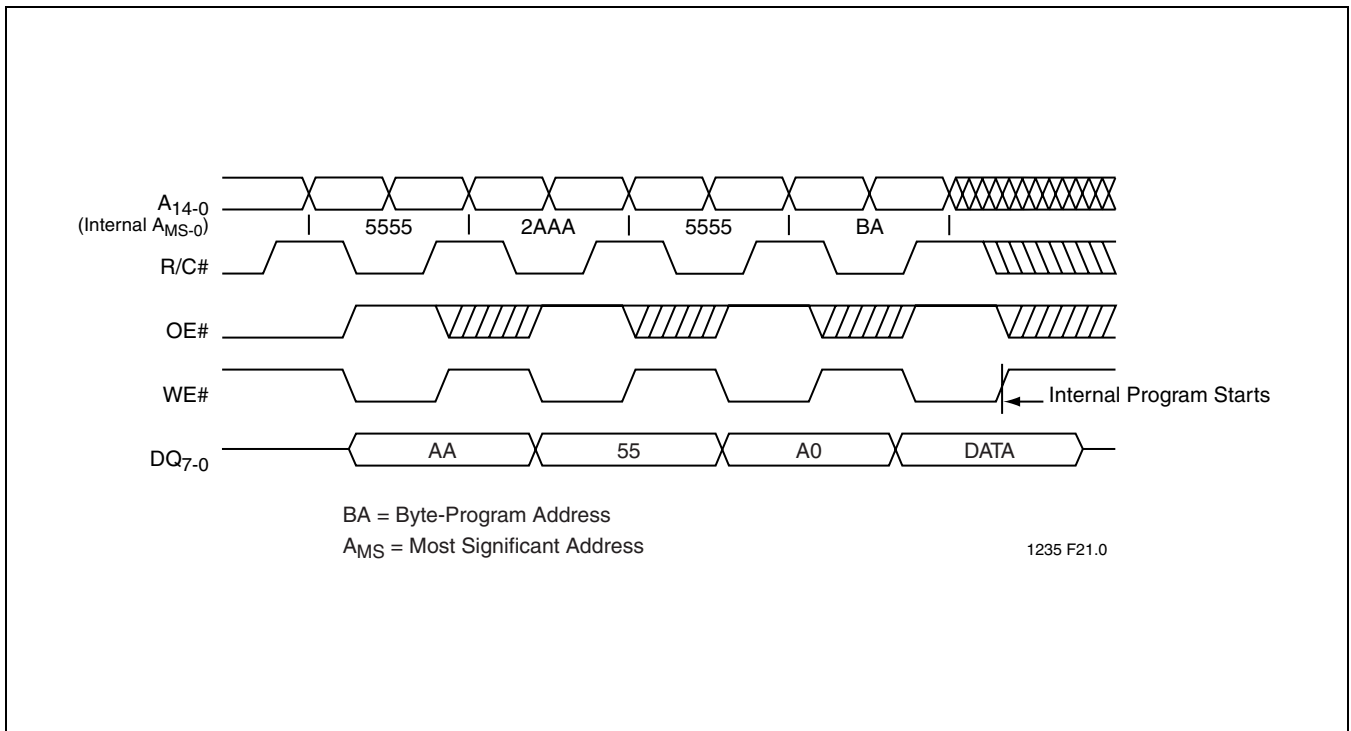 A14-0
(Internal AMS-0)
5555 2AAA 5555 BA
R/C#
OE#
WE#
Internal Program Starts
DQ7-0
AA 55 A0 DATA
BA = Byte-Program Address
AMS = Most Significant Address
1235 F21.0